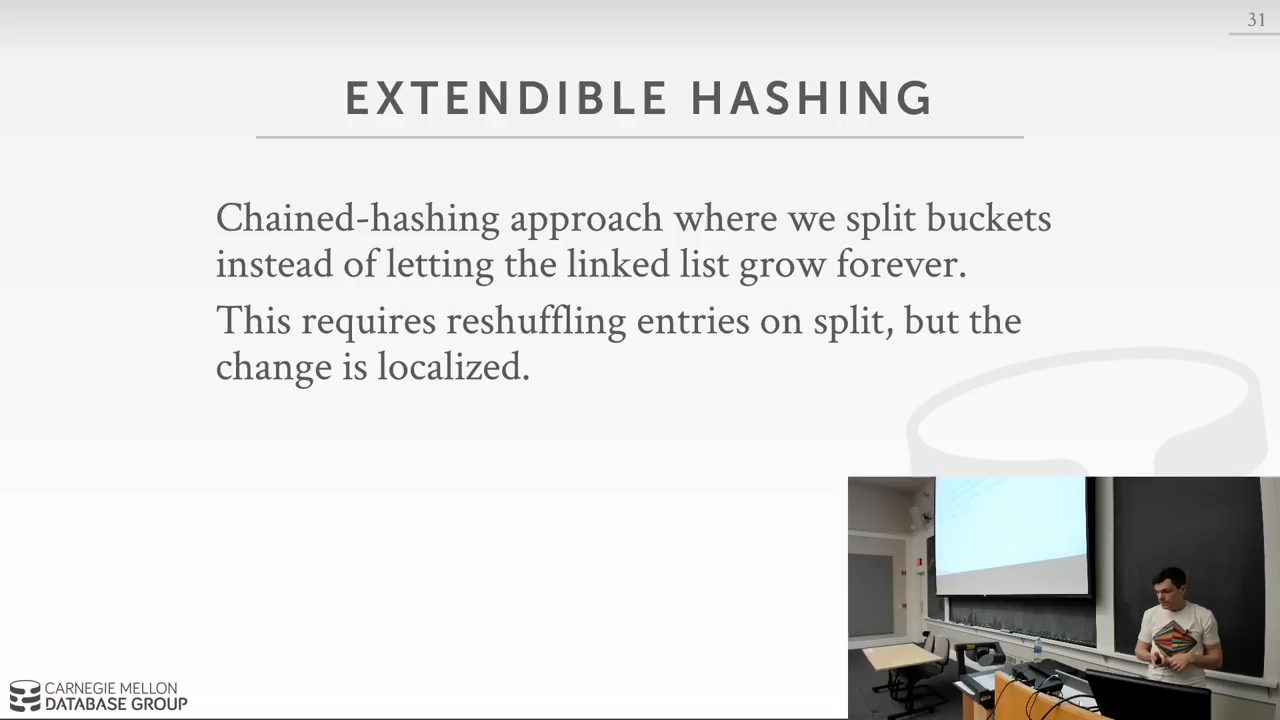 31
EXTENDIBLE HASHING
Chained-hashing approach where we split buckets
instead of letting the linked list grow forever.
This requires reshuffling entries on split, but the
change is localized.
CARNEGIE MELLON
DATABASE GROUP